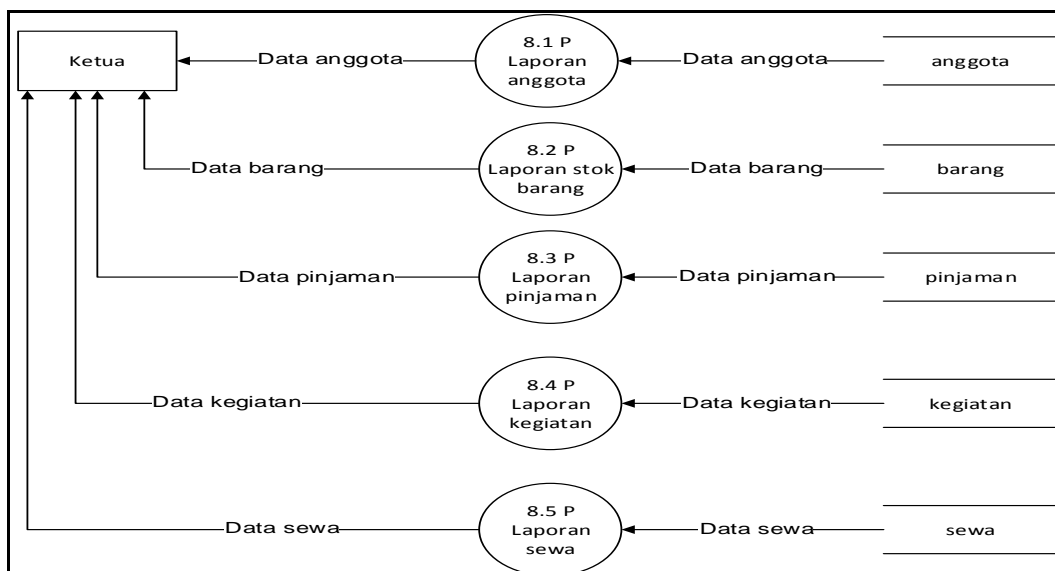 Ketua
Data anggota
8.1 P
Laporan
anggota
Data anggota
anggota
Data barang
8.2 P
Laporan stok
barang
Data barang
barang
Data pinjaman
8.3 P
Laporan
pinjaman
Data pinjaman
pinjaman
Data kegiatan
8.4 P
Laporan
kegiatan
Data kegiatan
kegiatan
Data sewa
8.5 P
Laporan
sewa
Data sewa
sewa